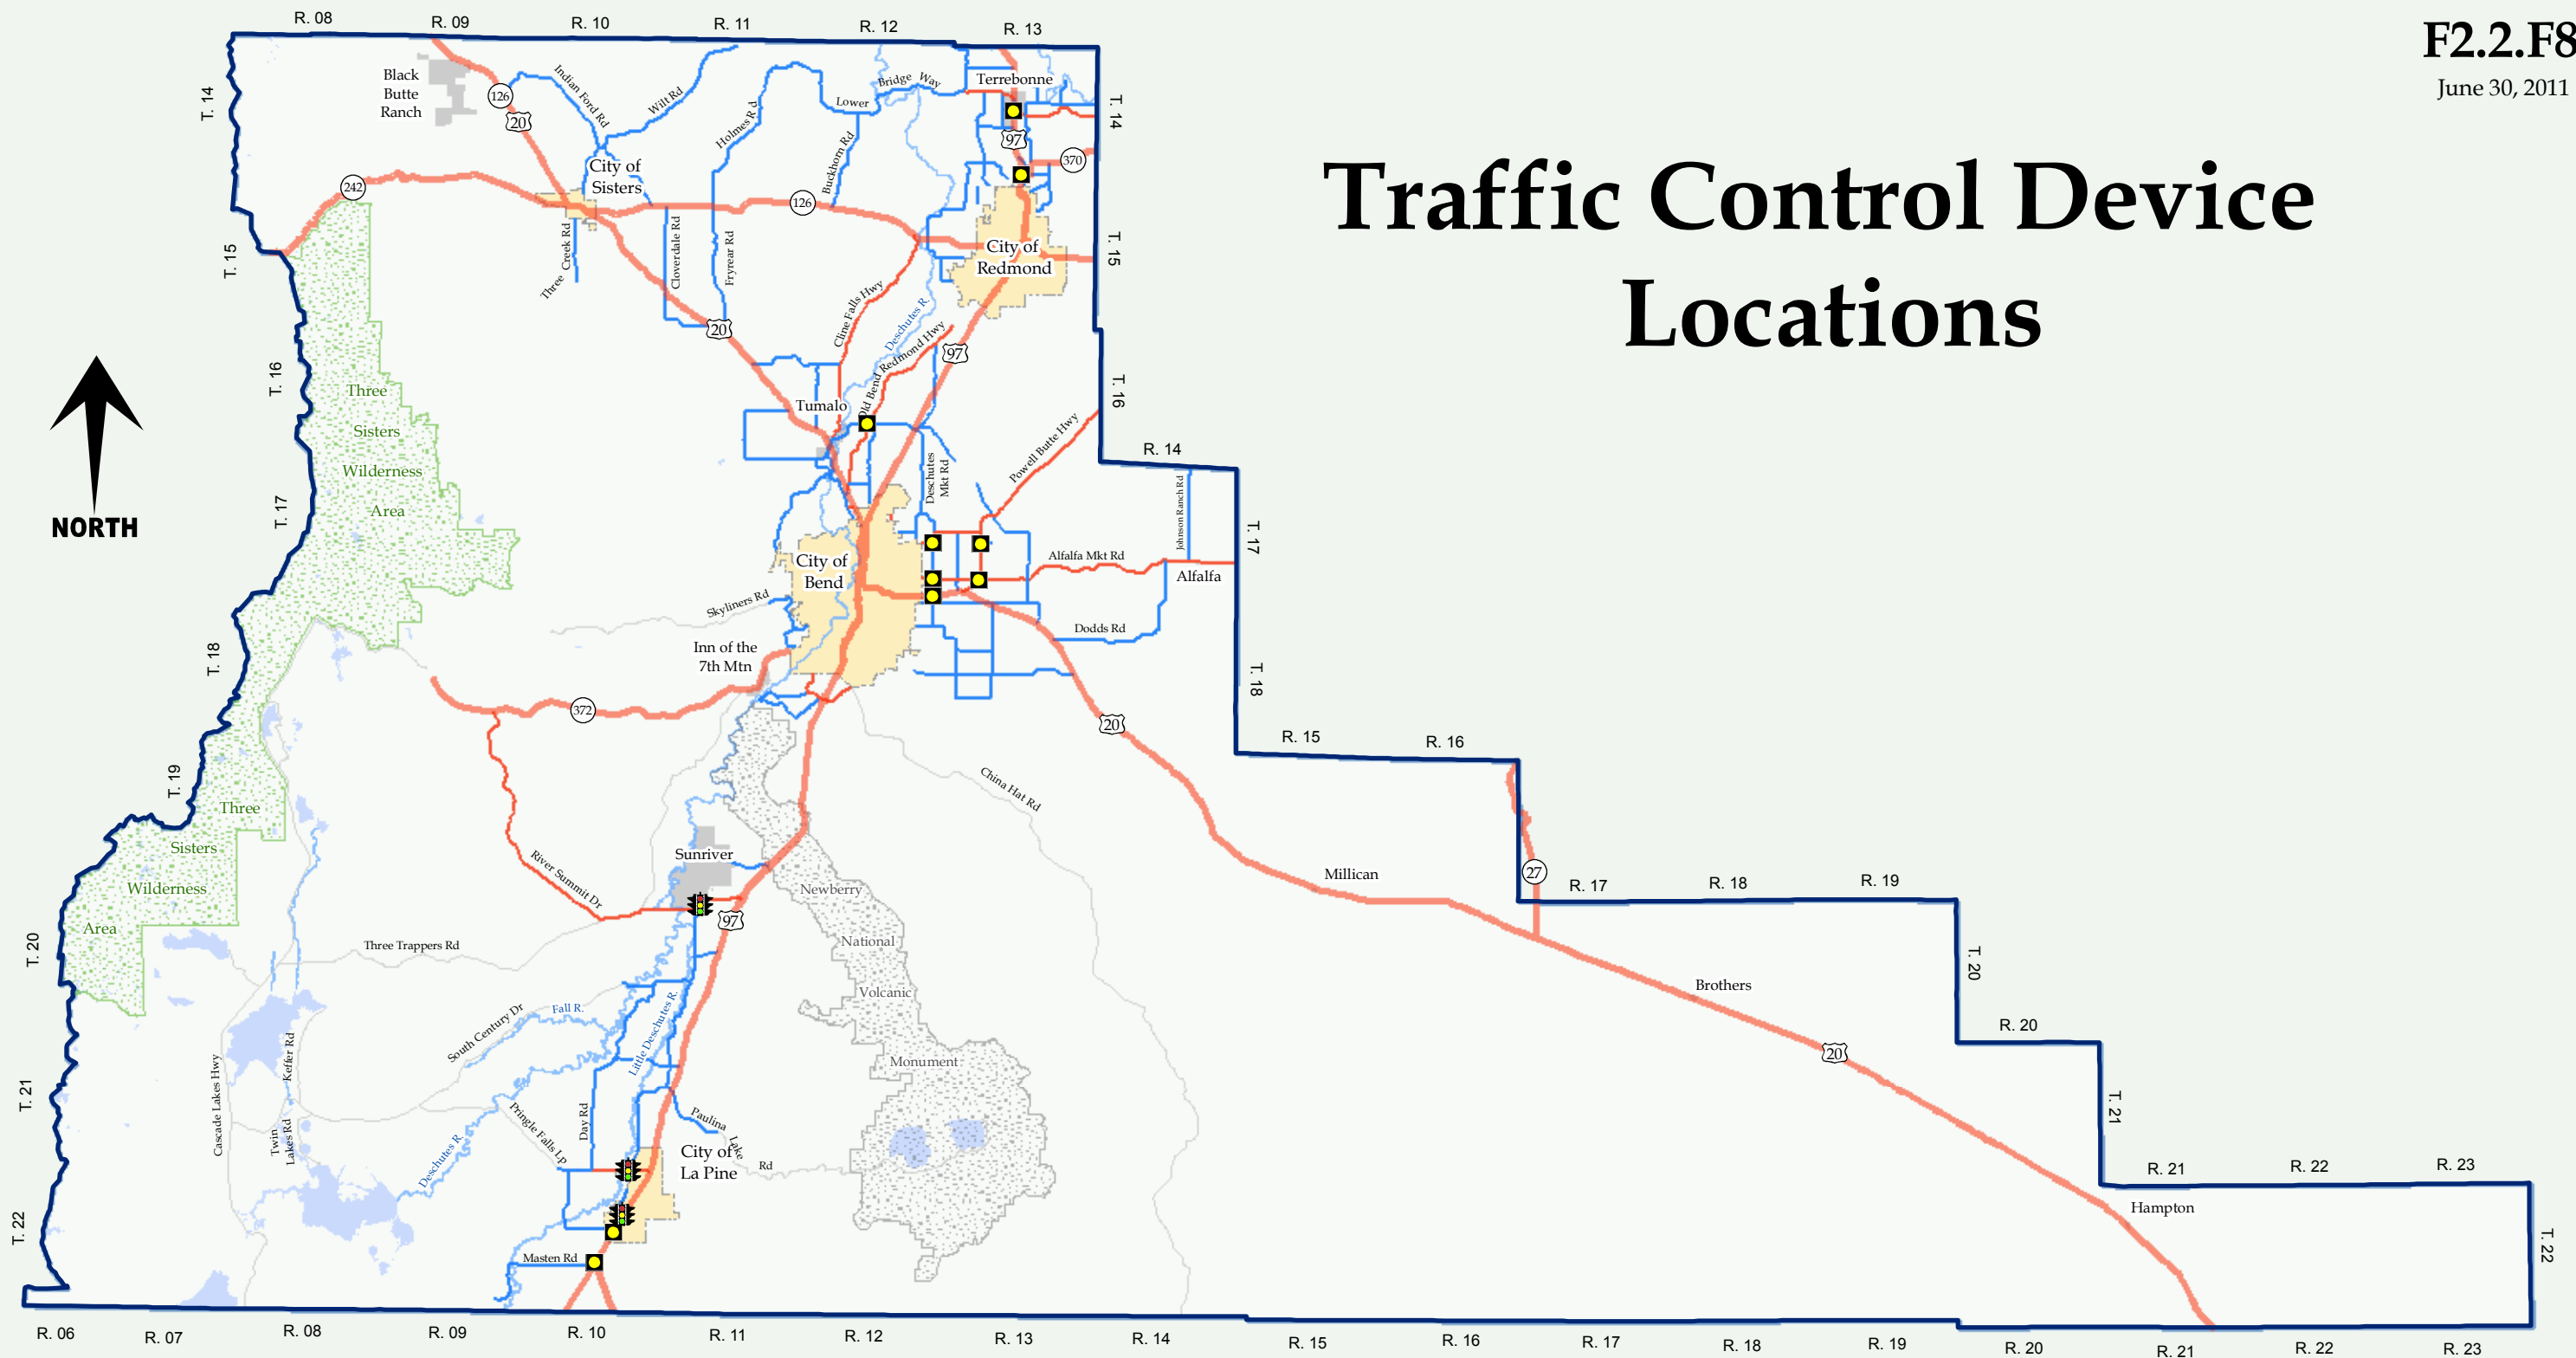 R. 08
R. 09
R. 10
R. 11
R. 12
R. 13
F2.2.F8
June 30, 2011
Traffic Control Device
Locations
T. 14
T. 15
T. 16
T. 17
T. 18
T. 19
T. 20
T. 21
T. 22
NORTH
Black
Butte
Ranch
126
20
242
Indian Ford Rd
Wilt Rd
Holmes Rd
Lower
Bridge Way
Buckhorn Rd
Terrebonne
97
370
City of
Sisters
126
Three Creek Rd
Cloverdale Rd
Fryrear Rd
20
City of
Redmond
Cline Falls Hwy
Deschutes R.
Old Bend Redmond Hwy
97
Tumalo
Three
Sisters
Wilderness
Area
Deschutes
Mkt Rd
Powell Butte Hwy
R. 14
Johnson Ranch Rd
Alfalfa Mkt Rd
Alfalfa
Dodds Rd
City of
Bend
Skyliners Rd
Inn of the
7th Mtn
372
20
China Hat Rd
T. 14
T. 15
T. 16
T. 17
T. 18
R. 15
R. 16
Three
Sisters
Wilderness
Area
River Summit Dr
Sunriver
97
Newberry
National
Volcanic
Monument
Millican
27
R. 17
R. 18
R. 19
T. 20
Brothers
20
R. 20
T. 21
R. 21
R. 22
R. 23
Hampton
T. 22
Three Trappers Rd
South Century Dr
Fall R.
Little Deschutes R.
Cascade Lakes Hwy
Keffer Rd
Twin
Lakes Rd
Deschutes R.
Pringle Falls Lp
Day Rd
Paulina Lake Rd
City of
La Pine
Masten Rd
R. 06
R. 07
R. 08
R. 09
R. 10
R. 11
R. 12
R. 13
R. 14
R. 15
R. 16
R. 17
R. 18
R. 19
R. 20
R. 21
R. 22
R. 23